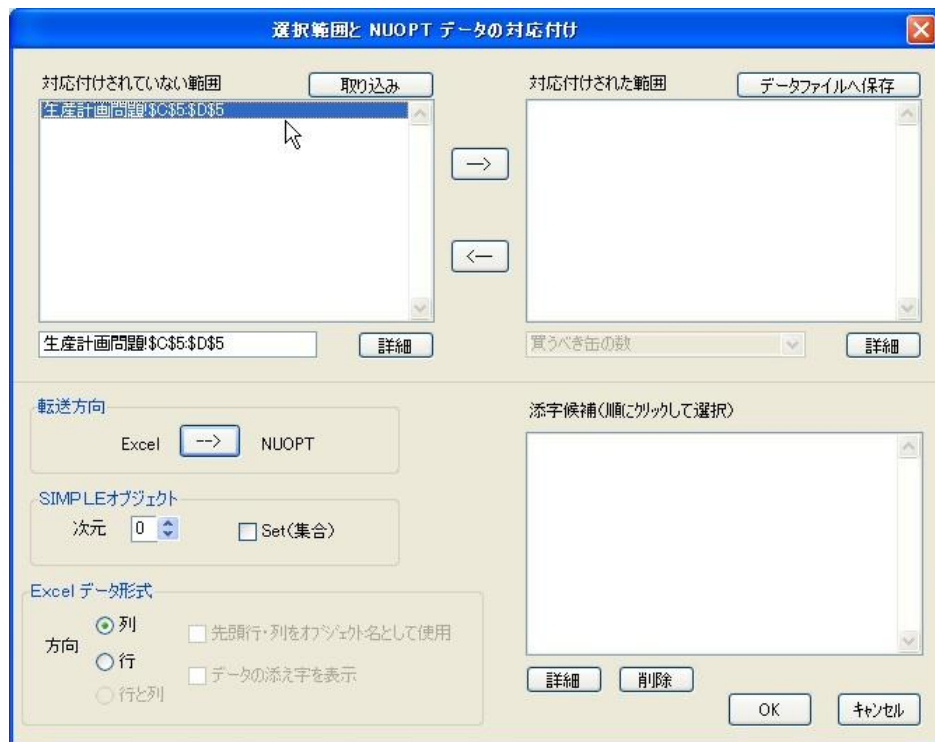 選択範囲と NUOPT データの対応付け
対応付けされていない範囲
取り込み
対応付けされた範囲
データファイルへ保存
生産計画問題!$C$5:$D$5
-->
<--
生産計画問題!$C$5:$D$5
詳細
買うべき缶の数
詳細
転送方向
Excel --> NUOPT
添字候補(順にクリックして選択)
SIMPLEオブジェクト
次元 0 Set(集合)
Excel データ形式
方向
列
行
行と列
先頭行・列をオブジェクト名として使用
データの添え字を表示
詳細
削除
OK
キャンセル